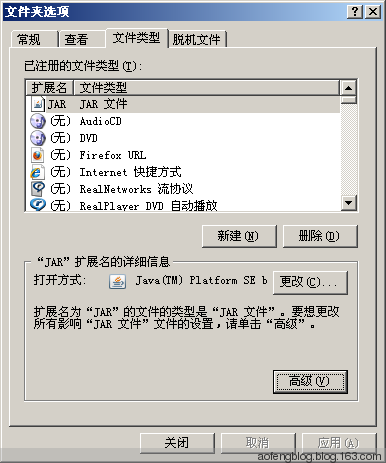 文件夹选项
常规 查看 文件类型 脱机文件
已注册的文件类型(T):
扩展名 文件类型
JAR JAR 文件
(无) AudioCD
(无) DVD
(无) Firefox URL
(无) Internet 快捷方式
(无) RealNetworks 流协议
(无) RealPlayer DVD 自动播放
新建(N) 删除(D)
“JAR”扩展名的详细信息
打开方式: Java(TM) Platform SE b 更改(C)...
扩展名为“JAR”的文件的类型是“JAR 文件”。要想更改
所有影响“JAR 文件”文件的设置，请单击“高级”。
高级(V)
关闭 取消 应用(A)
aofengblog.blog.163.com